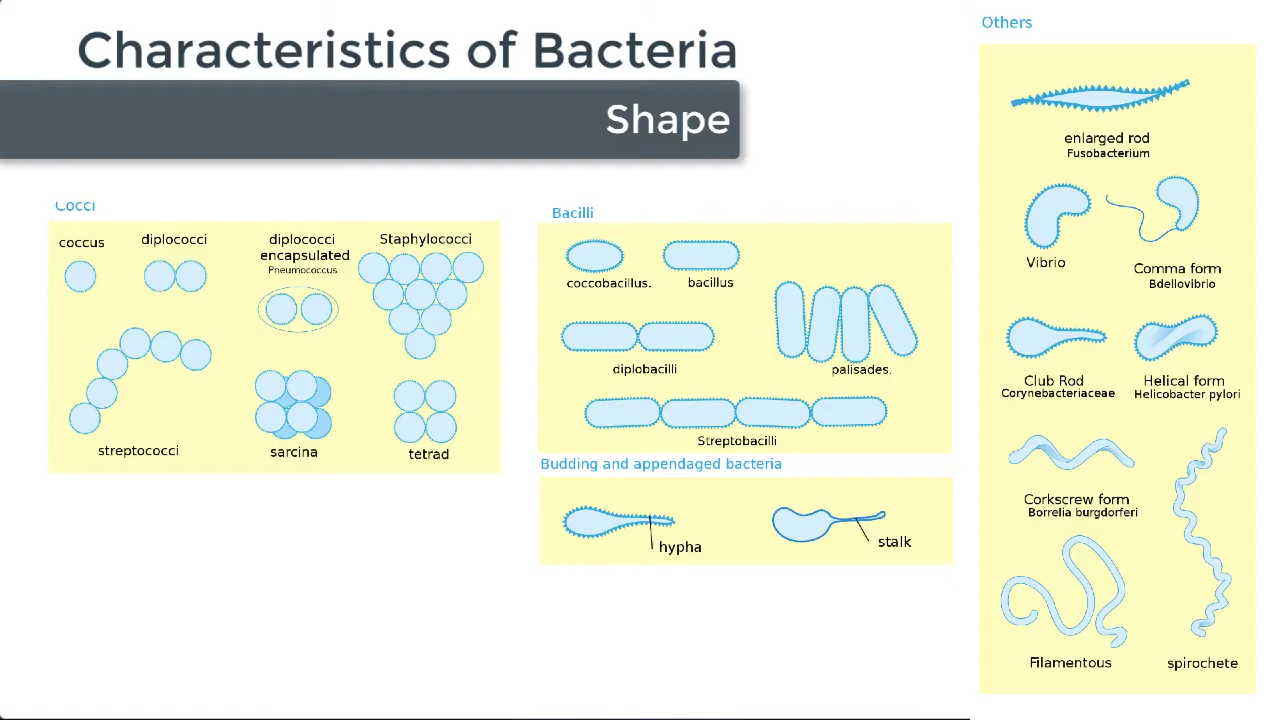 Characteristics of Bacteria
Shape
Cocci
coccus
diplococci
diplococci
encapsulated
Pneumococcus
Staphylococci
streptococci
sarcina
tetrad
Bacilli
coccobacillus.
bacillus
diplobacilli
palisades.
Streptobacilli
Budding and appendaged bacteria
hypha
stalk
Others
enlarged rod
Fusobacterium
Vibrio
Comma form
Bdellovibrio
Club Rod
Corynebacteriaceae
Helical form
Helicobacter pylori
Corkscrew form
Borrelia burgdorferi
Filamentous
spirochete